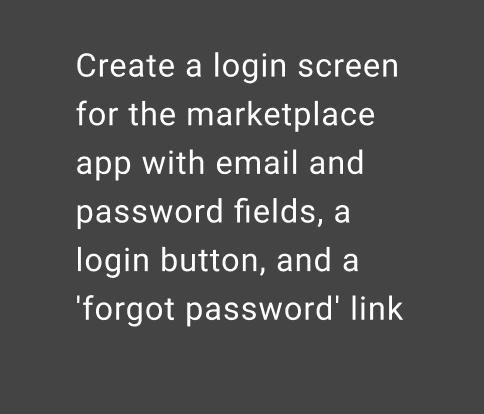 Create a login screen
for the marketplace
app with email and
password fields, a
login button, and a
'forgot password' link